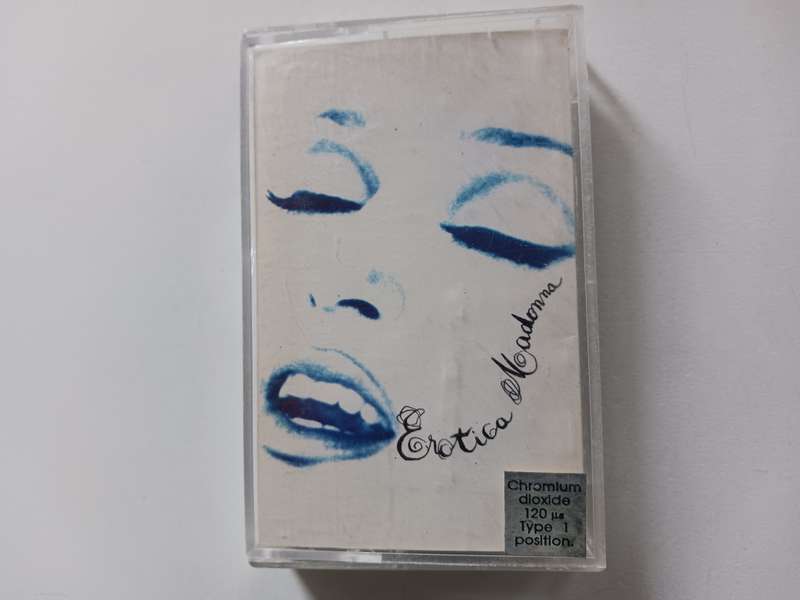 Erotica Madonna
Chromium
dioxide
120 µs
Type 1
position.